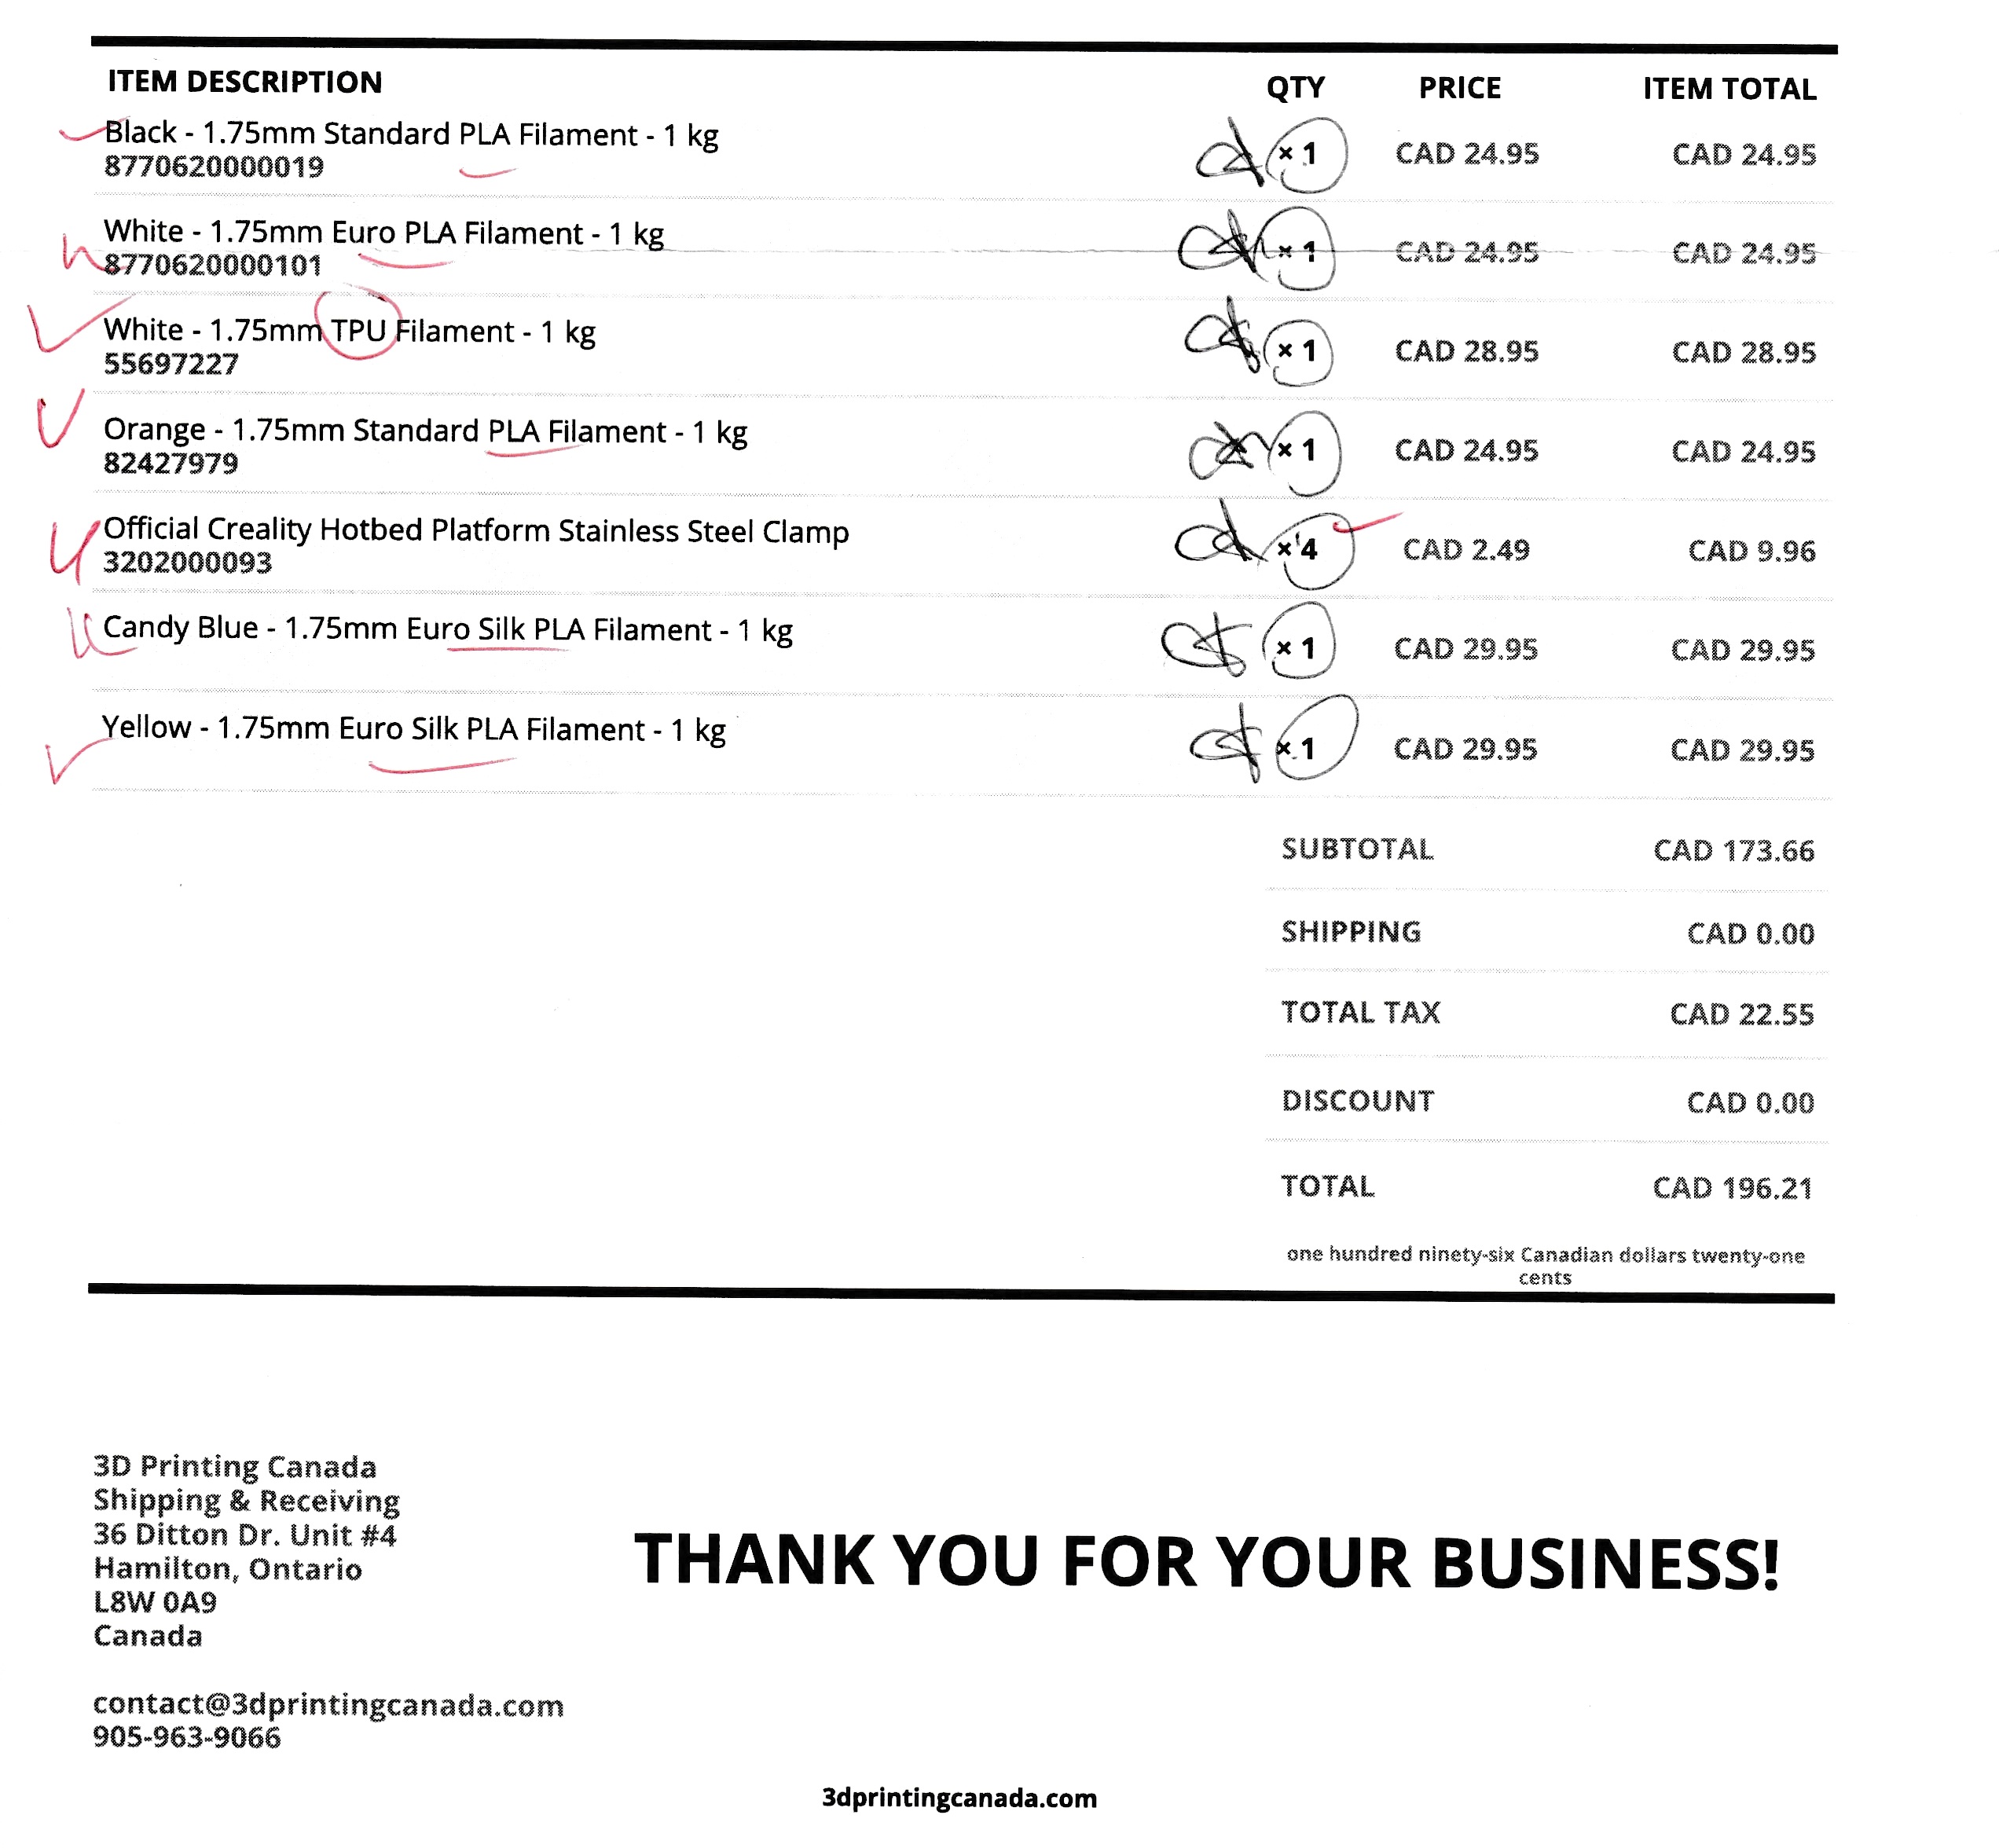 ITEM DESCRIPTION QTY PRICE ITEM TOTAL
Black - 1.75mm Standard PLA Filament - 1 kg
8770620000019
× 1 CAD 24.95 CAD 24.95
White - 1.75mm Euro PLA Filament - 1 kg
8770620000101
× 1 CAD 24.95 CAD 24.95
White - 1.75mm TPU Filament - 1 kg
55697227
× 1 CAD 28.95 CAD 28.95
Orange - 1.75mm Standard PLA Filament - 1 kg
82427979
× 1 CAD 24.95 CAD 24.95
Official Creality Hotbed Platform Stainless Steel Clamp
3202000093
× 4 CAD 2.49 CAD 9.96
Candy Blue - 1.75mm Euro Silk PLA Filament - 1 kg
× 1 CAD 29.95 CAD 29.95
Yellow - 1.75mm Euro Silk PLA Filament - 1 kg
× 1 CAD 29.95 CAD 29.95
SUBTOTAL CAD 173.66
SHIPPING CAD 0.00
TOTAL TAX CAD 22.55
DISCOUNT CAD 0.00
TOTAL CAD 196.21
one hundred ninety-six Canadian dollars twenty-one
cents
3D Printing Canada
Shipping & Receiving
36 Ditton Dr. Unit #4
Hamilton, Ontario
L8W 0A9
Canada
THANK YOU FOR YOUR BUSINESS!
contact@3dprintingcanada.com
905-963-9066
3dprintingcanada.com